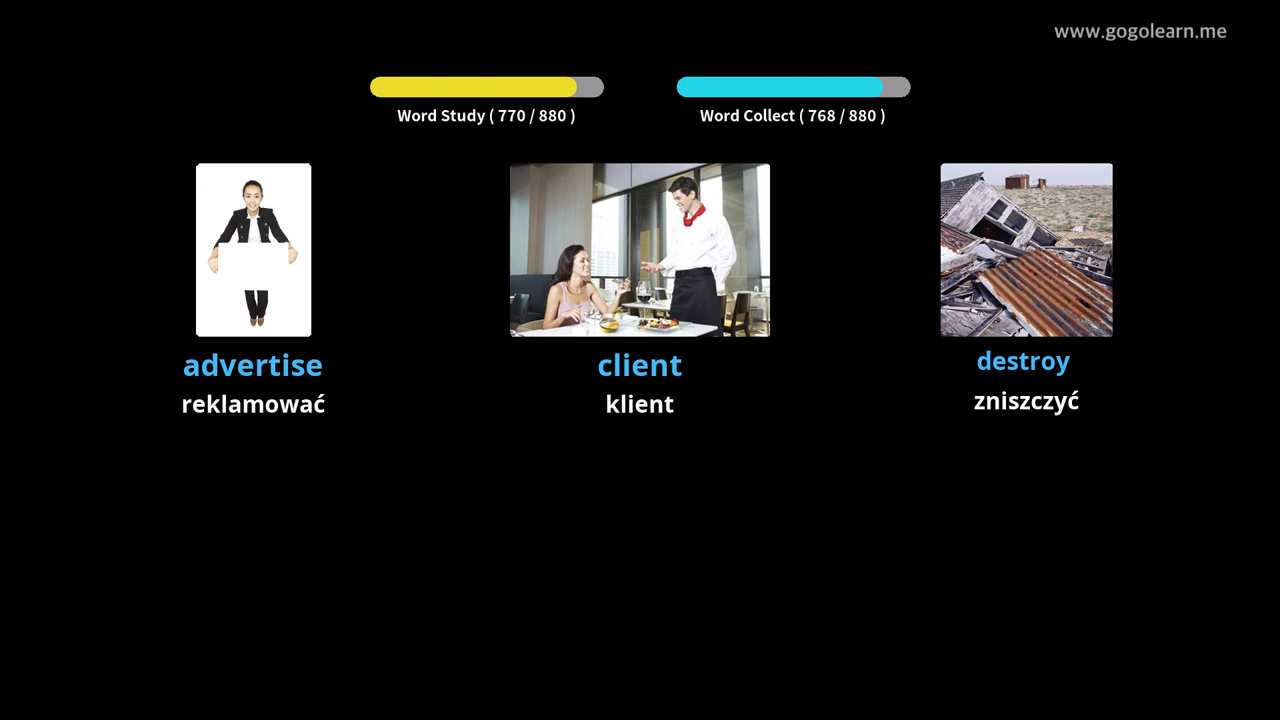 www.gogolearn.me
Word Study ( 770 / 880 )
Word Collect ( 768 / 880 )
advertise
reklamować
client
klient
destroy
zniszczyć